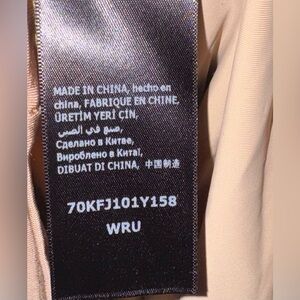 MADE IN CHINA, hecho en
china, FABRIQUE EN CHINE,
ÜRETİM YERİ ÇİN,
صنع في الصين,
Сделано в Китае,
Вироблено в Китаї,
DIBUAT DI CHINA, 中国制造
70KFJ101Y158
WRU